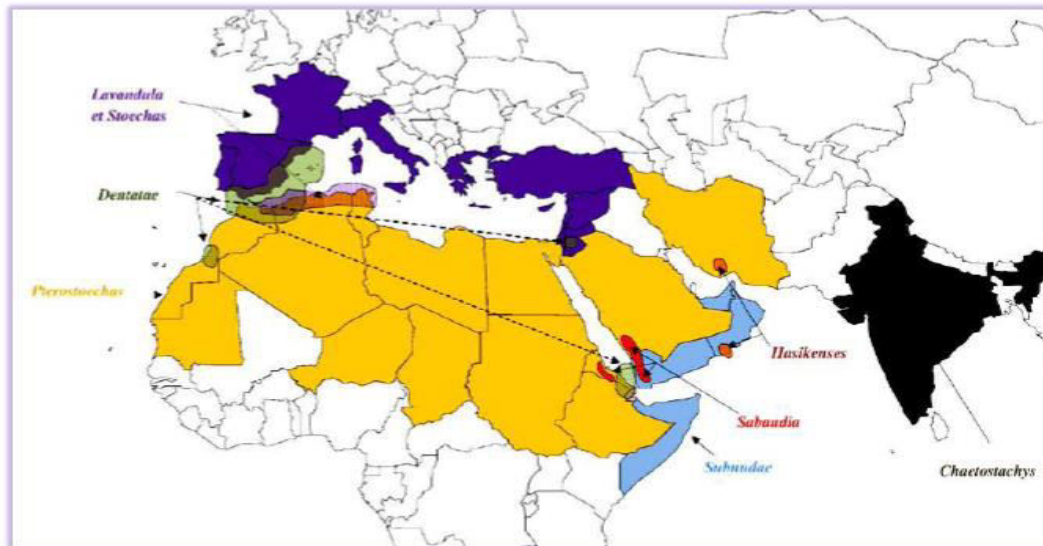 Lavandula
et Stoechas
Dentatae
Pterostoechas
Hasikenses
Sabaudia
Subnudae
Chaetostachys